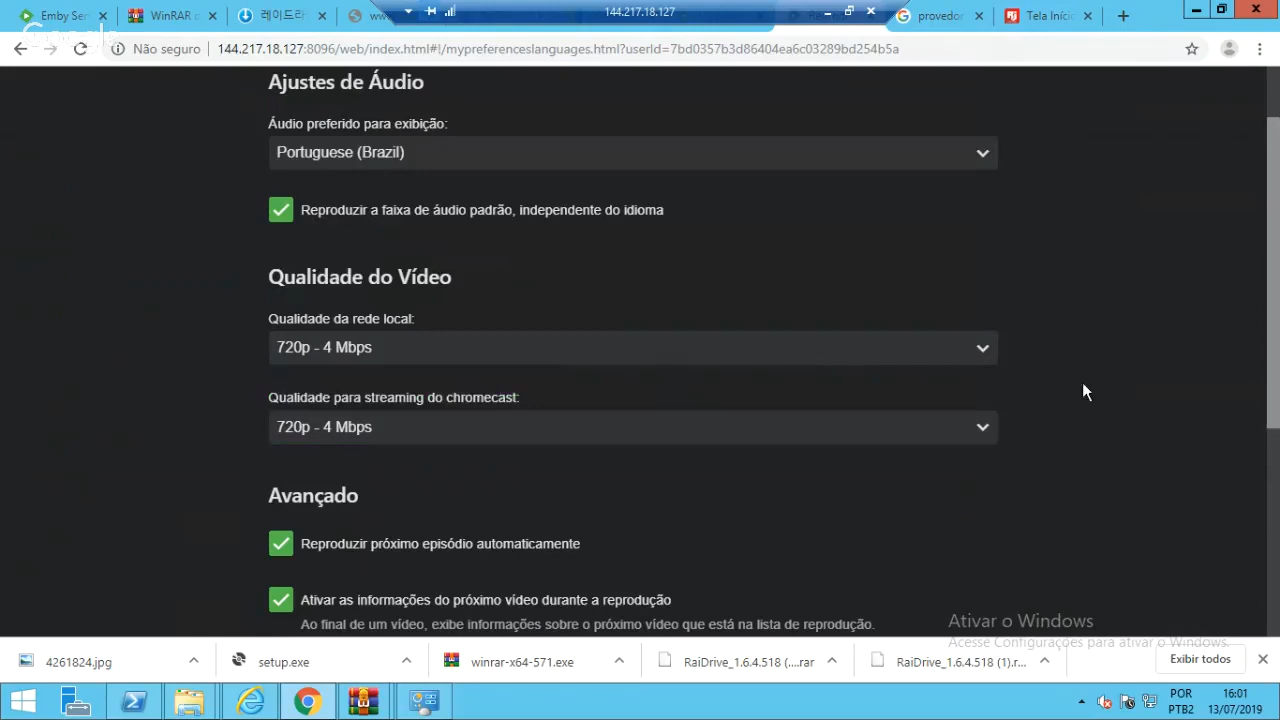 Emby Ser
WinRAR p
레이드라
www
144.217.18.127
provedor
Tela Iníci
Não seguro
144.217.18.127:8096/web/index.html#!/mypreferenceslanguages.html?userId=7bd0357b3d86404ea6c03289bd254b5a
Ajustes de Áudio
Áudio preferido para exibição:
Portuguese (Brazil)
Reproduzir a faixa de áudio padrão, independente do idioma
Qualidade do Vídeo
Qualidade da rede local:
720p - 4 Mbps
Qualidade para streaming do chromecast:
720p - 4 Mbps
Avançado
Reproduzir próximo episódio automaticamente
Ativar as informações do próximo vídeo durante a reprodução
Ao final de um vídeo, exibe informações sobre o próximo vídeo que está na lista de reprodução.
Ativar o Windows
Acesse Configurações para ativar o Windows.
4261824.jpg
setup.exe
winrar-x64-571.exe
RaiDrive_1.6.4.518 (....rar
RaiDrive_1.6.4.518 (1).r...
Exibir todos
POR
16:01
PTB2
13/07/2019